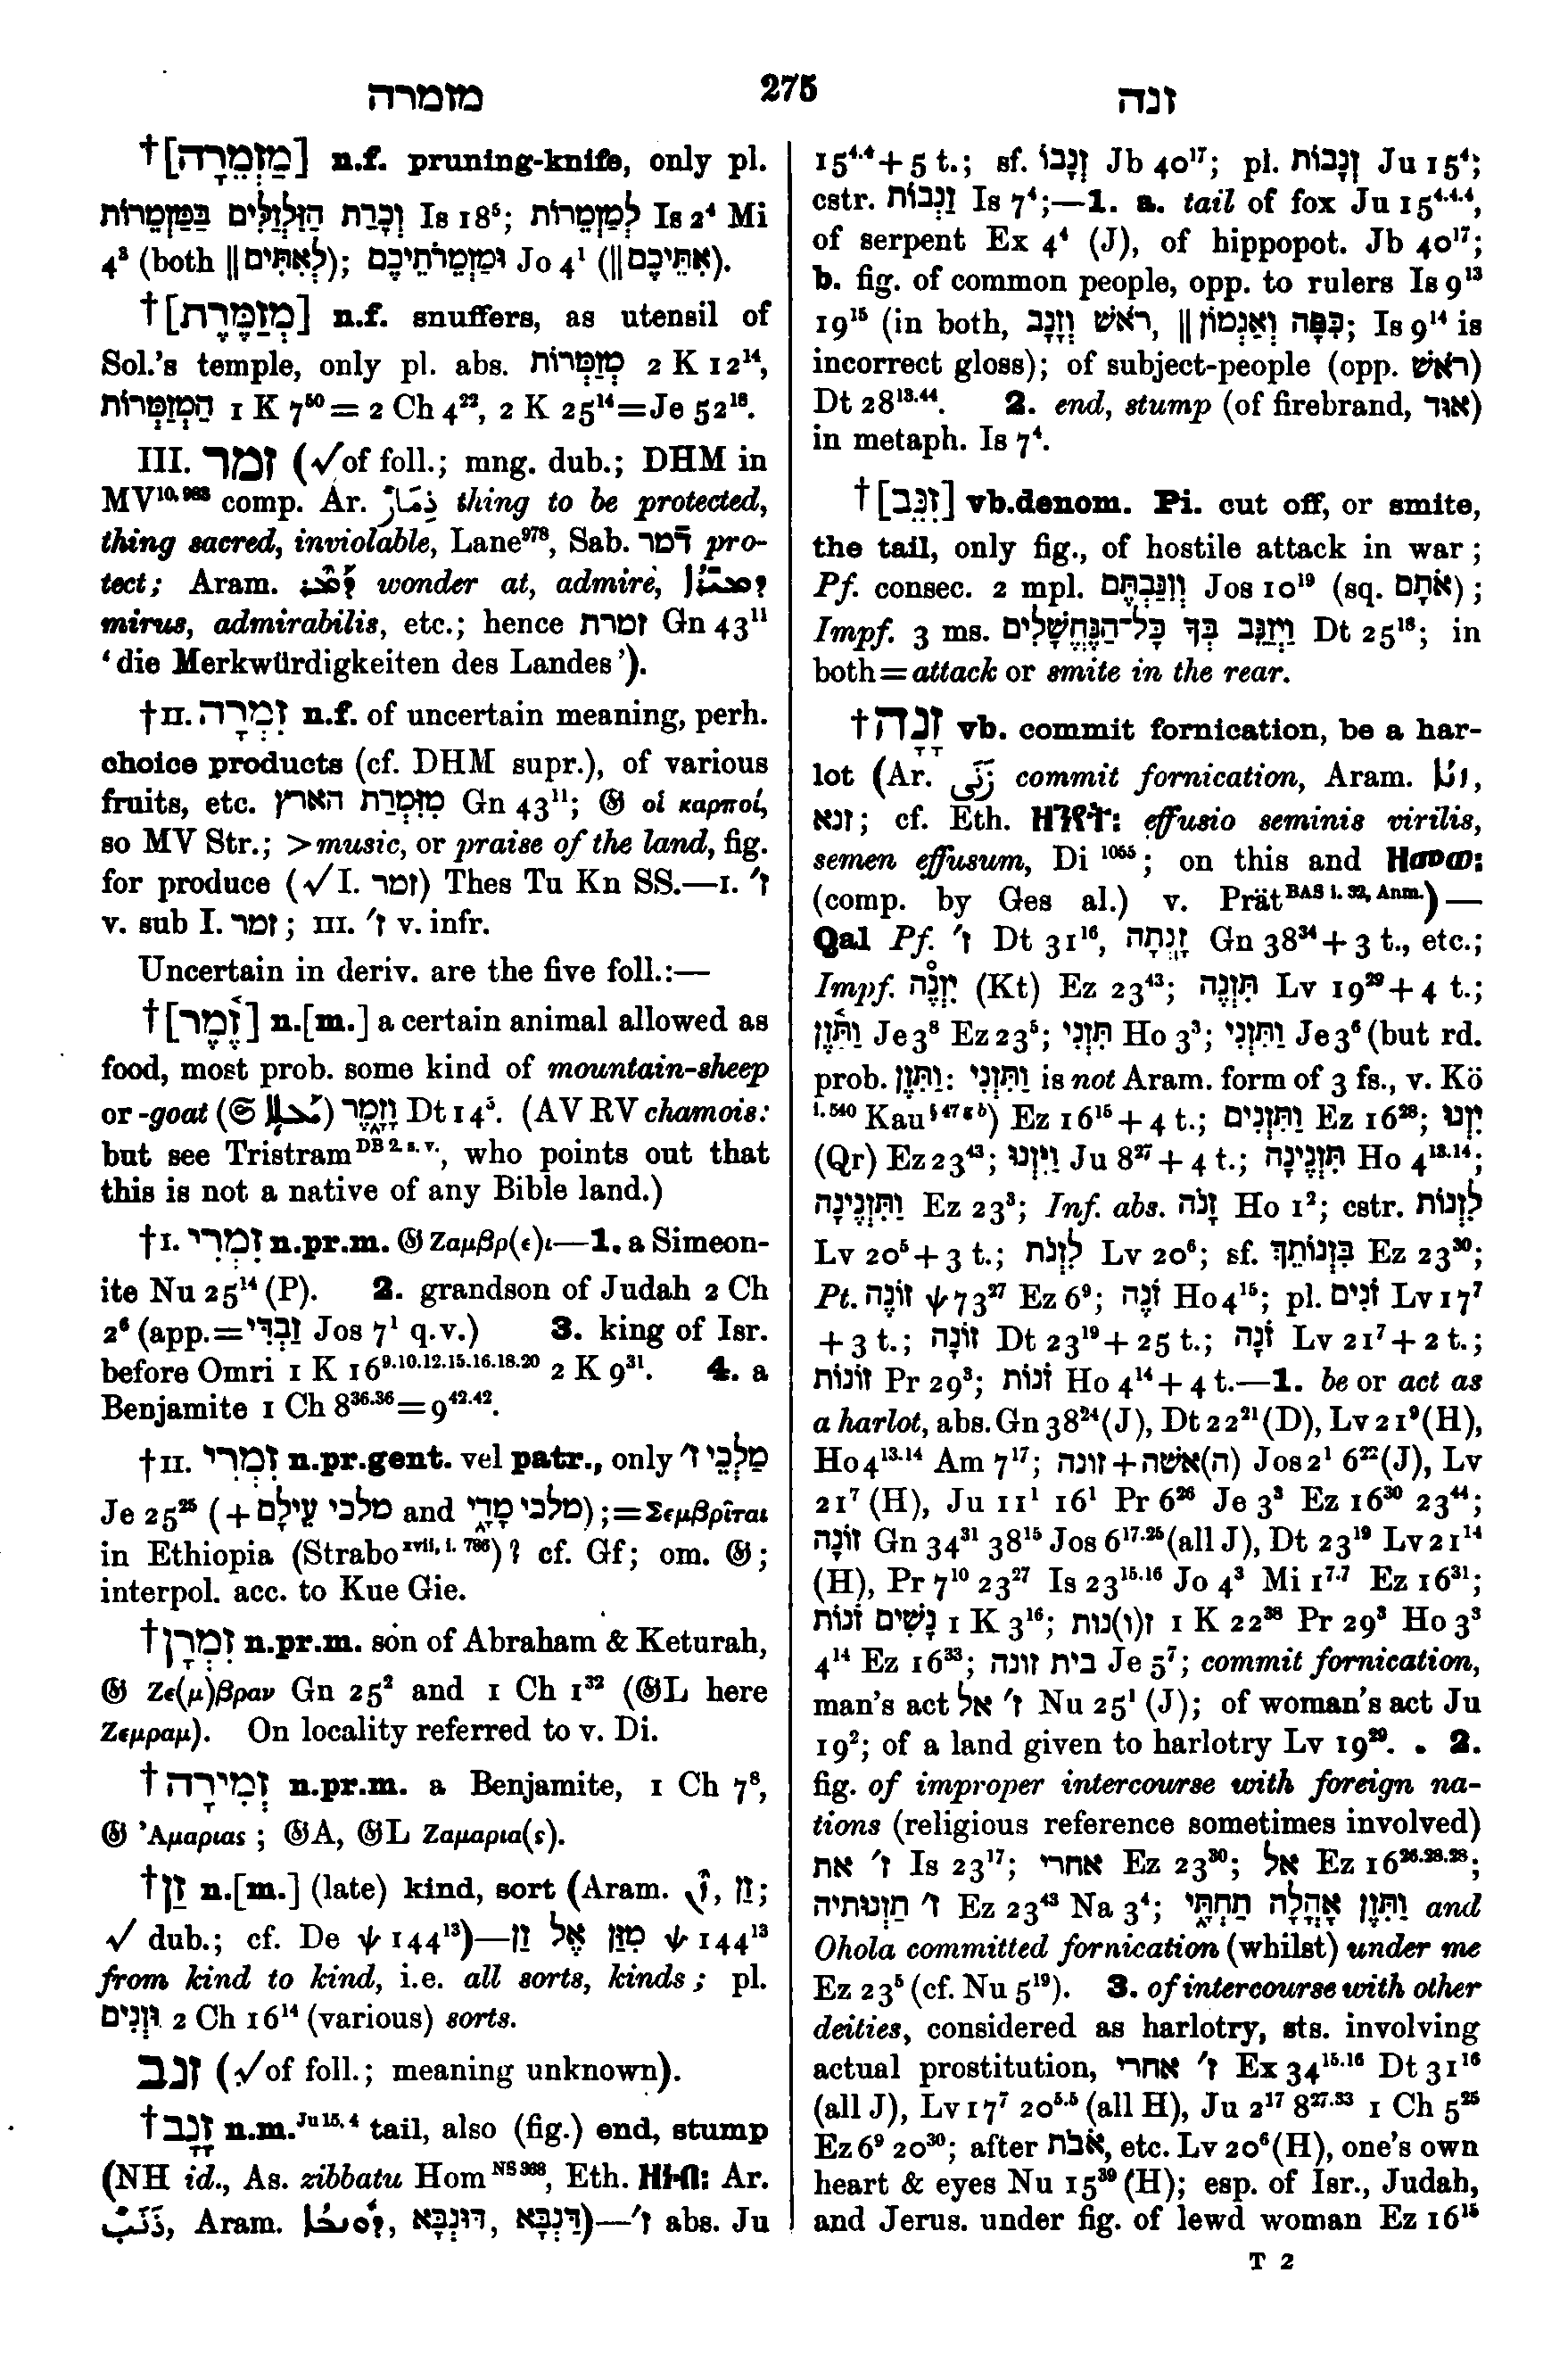 מזמרה
275
זנה
†[מַזְמֵרָה] n.f. pruning-knife, only pl.
וְכָרַת הַזַּלְזַלִּים בַּמַּזְמֵרוֹת Is 18⁵; לְמַזְמֵרוֹת Is 2⁴ Mi
4³ (both ‖ לְאִתִּים); וּמַזְמְרֹתֵיכֶם Jo 4¹ (‖ אִתֵּיכֶם).
†[מְזַמֶּרֶת] n.f. snuffers, as utensil of
Sol.'s temple, only pl. abs. מְזַמְּרוֹת 2 K 12¹⁴,
הַמְזַמְּרוֹת 1 K 7⁵⁰ = 2 Ch 4²², 2 K 25¹⁴ = Je 52¹⁸.
III. זמר (√ of foll.; mng. dub.; DHM in
MV¹⁰·⁹⁸³ comp. Ar. ذِمَارٌ thing to be protected,
thing sacred, inviolable, Lane⁹⁷⁸, Sab. דֿמר pro-
tect; Aram. wonder at, admire,
mirus, admirabilis, etc.; hence זמרת Gn 43¹¹
'die Merkwürdigkeiten des Landes').
†II. זִמְרָה n.f. of uncertain meaning, perh.
choice products (cf. DHM supr.), of various
fruits, etc. מִזִּמְרַת הארץ Gn 43¹¹; 𝔊 οἱ καρποί,
so MV Str.; > music, or praise of the land, fig.
for produce (√ I. זמר) Thes Tu Kn SS.—I. ז׳
v. sub I. זמר; III. ז׳ v. infr.
Uncertain in deriv. are the five foll.:—
†[זֶ֫מֶר] n.[m.] a certain animal allowed as
food, most prob. some kind of mountain-sheep
or -goat (𝔖) וָזָ֑מֶר Dt 14⁵. (AV RV chamois:
but see Tristram ᴰᴮ ²· ˢ· ᵛ·, who points out that
this is not a native of any Bible land.)
†I. זִמְרִי n.pr.m. 𝔊 Ζαμβρ(ε)ι—1. a Simeon-
ite Nu 25¹⁴ (P). 2. grandson of Judah 2 Ch
2⁶ (app. = זַבְדִּי Jos 7¹ q.v.) 3. king of Isr.
before Omri 1 K 16⁹·¹⁰·¹²·¹⁵·¹⁶·¹⁸·²⁰ 2 K 9³¹. 4. a
Benjamite 1 Ch 8³⁶·³⁶ = 9⁴²·⁴².
†II. זִמְרִי n.pr.gent. vel patr., only מַלְכֵי ז׳
Je 25²⁵ (+ מלכי עֵילָם and מלכי מָדָ֑י); = Σεμβρῖται
in Ethiopia (Strabo ˣᵛⁱⁱ, ⁱ· ⁷⁸⁶)? cf. Gf; om. 𝔊;
interpol. acc. to Kue Gie.
†זִמְרָן n.pr.m. son of Abraham & Keturah,
𝔊 Ζε(μ)βραν Gn 25² and 1 Ch 1³² (𝔊L here
Ζεμραμ). On locality referred to v. Di.
†זְמִירָה n.pr.m. a Benjamite, 1 Ch 7⁸,
𝔊 Ἀμαριας; 𝔊A, 𝔊L Ζαμαρια(ς).
†זַן n.[m.] (late) kind, sort (Aram. זַן;
√ dub.; cf. De ψ 144¹³)—מִזַּן אֶל זַן ψ 144¹³
from kind to kind, i.e. all sorts, kinds; pl.
וּזְנִים 2 Ch 16¹⁴ (various) sorts.
זנב (√ of foll.; meaning unknown).
†זָנָב n.m. ᴶᵘ ¹⁵·⁴ tail, also (fig.) end, stump
(NH id., As. zibbatu Hom ᴺˢ ³⁶⁸, Eth. ዘነብ: Ar.
ذَنَبٌ, Aram. דּוּנְבָּא, דַּנְבָּא)—ז׳ abs. Ju
15⁴·⁴ + 5 t.; sf. זְנָבוֹ Jb 40¹⁷; pl. זְנָבוֹת Ju 15⁴;
cstr. זַנְבוֹת Is 7⁴;—1. a. tail of fox Ju 15⁴·⁴·⁴,
of serpent Ex 4⁴ (J), of hippopot. Jb 40¹⁷;
b. fig. of common people, opp. to rulers Is 9¹³
19¹⁵ (in both, רֹאשׁ וְזָנָב, ‖ כִּפָּה וְאַגְמוֹן; Is 9¹⁴ is
incorrect gloss); of subject-people (opp. רֹאשׁ)
Dt 28¹³·⁴⁴. 2. end, stump (of firebrand, אוּד)
in metaph. Is 7⁴.
†[זִנֵּב] vb.denom. Pi. cut off, or smite,
the tail, only fig., of hostile attack in war;
Pf. consec. 2 mpl. וְזִנַּבְתֶּם Jos 10¹⁹ (sq. אֹתָם);
Impf. 3 ms. וַיְזַנֵּב בְּךָ כָּל־הַנֶּחֱשָׁלִים Dt 25¹⁸; in
both = attack or smite in the rear.
†זָנָה vb. commit fornication, be a har-
lot (Ar. زَنَى commit fornication, Aram.
זנא; cf. Eth. effusio seminis virilis,
semen effusum, Di ¹⁰⁵⁵; on this and ዘመወ:
(comp. by Ges al.) v. Prät ᴮᴬˢ ⁱ· ³², ᴬⁿᵐ·)—
Qal Pf. ז׳ Dt 31¹⁶, זָֽנְתָה Gn 38³⁴ + 3 t., etc.;
Impf. יִזְנֶה (Kt) Ez 23⁴³; תִּזְנֶה Lv 19²⁹ + 4 t.;
וַתִּ֫זֶן Je 3⁸ Ez 23⁵; תִּזְנִי Ho 3³; וַתִּזְנִי Je 3⁶ (but rd.
prob. וַתִּזֶן: וַתִּזְנִי is not Aram. form of 3 fs., v. Kö
ⁱ·⁵⁴⁰ Kau § ⁴⁷ ᵍ ᵇ) Ez 16¹⁵ + 4 t.; וַתִּזְנִים Ez 16²⁸; יִזְנוּ
(Qr) Ez 23⁴³; וַיִּזְנוּ Ju 8²⁷ + 4 t.; תִּזְנֶינָה Ho 4¹³·¹⁴;
וַתִּזְנֶינָה Ez 23³; Inf. abs. זָנֹה Ho 1²; cstr. לִזְנוֹת
Lv 20⁵ + 3 t.; לִזְנֹת Lv 20⁶; sf. בִּזְנוֹתֵךְ Ez 23³⁰;
Pt. זוֹנֶה ψ 73²⁷ Ez 6⁹; זֹנֶה Ho 4¹⁵; pl. זֹנִים Lv 17⁷
+ 3 t.; זוֹנָה Dt 23¹⁹ + 25 t.; זֹנָה Lv 21⁷ + 2 t.;
זוֹנוֹת Pr 29³; זֹנוֹת Ho 4¹⁴ + 4 t.—1. be or act as
a harlot, abs. Gn 38²⁴ (J), Dt 22²¹ (D), Lv 21⁹ (H),
Ho 4¹³·¹⁴ Am 7¹⁷; זונה + אשׁה(ה) Jos 2¹ 6²² (J), Lv
21⁷ (H), Ju 11¹ 16¹ Pr 6²⁶ Je 3³ Ez 16³⁰ 23⁴⁴;
זוֹנָה Gn 34³¹ 38¹⁵ Jos 6¹⁷·²⁵ (all J), Dt 23¹⁹ Lv 21¹⁴
(H), Pr 7¹⁰ 23²⁷ Is 23¹⁵·¹⁶ Jo 4³ Mi 1⁷·⁷ Ez 16³¹;
נָשִׁים זֹנוֹת 1 K 3¹⁶; ז(ו)נות 1 K 22³⁸ Pr 29³ Ho 3³
4¹⁴ Ez 16³³; בית זונה Je 5⁷; commit fornication,
man's act ז׳ אל Nu 25¹ (J); of woman's act Ju
19²; of a land given to harlotry Lv 19²⁹. 2.
fig. of improper intercourse with foreign na-
tions (religious reference sometimes involved)
ז׳ את Is 23¹⁷; אחרי Ez 23³⁰; אל Ez 16²⁶·²⁸·²⁸;
ז׳ תַזְנוּתיה Ez 23⁴³ Na 3⁴; וַתִּזֶן אָהֳלָה תַּחְתָּ֑י and
Ohola committed fornication (whilst) under me
Ez 23⁵ (cf. Nu 5¹⁹). 3. of intercourse with other
deities, considered as harlotry, sts. involving
actual prostitution, ז׳ אחרי Ex 34¹⁵·¹⁶ Dt 31¹⁶
(all J), Lv 17⁷ 20⁵·⁵ (all H), Ju 2¹⁷ 8²⁷·³³ 1 Ch 5²⁵
Ez 6⁹ 20³⁰; after אֹבֹת, etc. Lv 20⁶ (H), one's own
heart & eyes Nu 15³⁹ (H); esp. of Isr., Judah,
and Jerus. under fig. of lewd woman Ez 16¹⁵
T 2